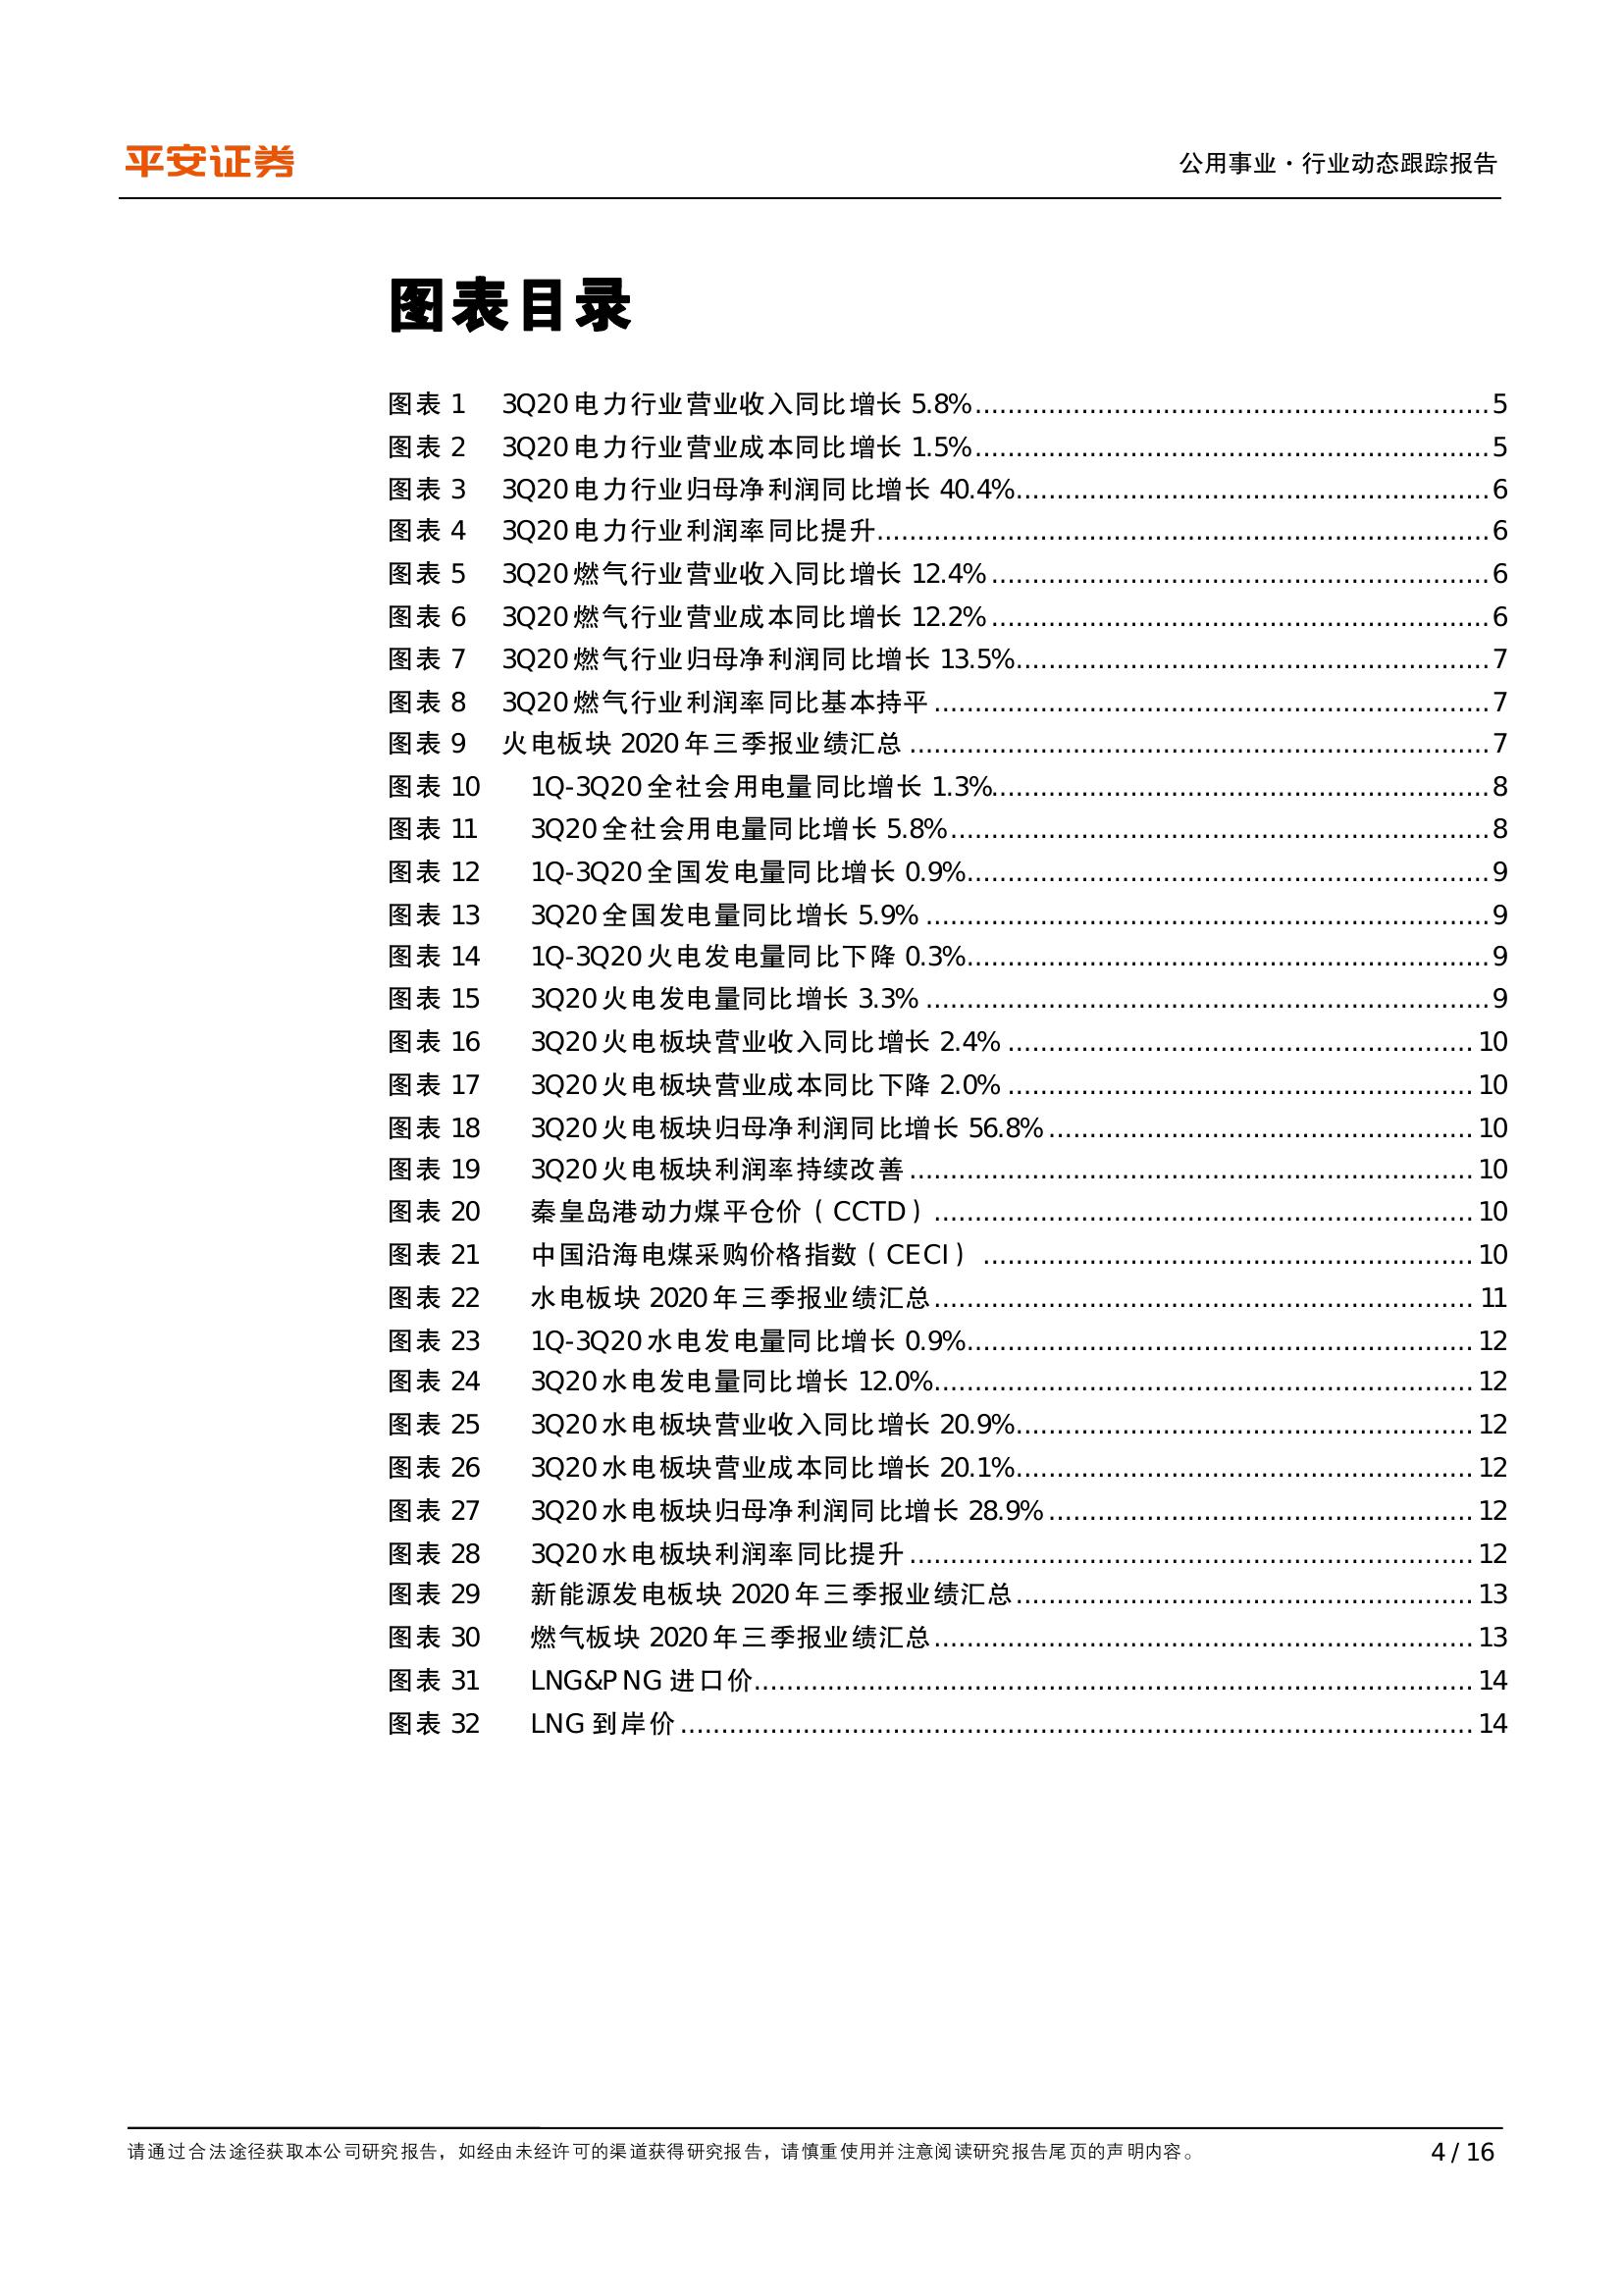 平安证券
公用事业·行业动态跟踪报告
图表目录
图表 1 3Q20 电力行业营业收入同比增长 5.8%........................................5
图表 2 3Q20 电力行业营业成本同比增长 1.5%........................................5
图表 3 3Q20 电力行业归母净利润同比增长 40.4%........................................6
图表 4 3Q20 电力行业利润率同比提升........................................6
图表 5 3Q20 燃气行业营业收入同比增长 12.4%........................................6
图表 6 3Q20 燃气行业营业成本同比增长 12.2%........................................6
图表 7 3Q20 燃气行业归母净利润同比增长 13.5%........................................7
图表 8 3Q20 燃气行业利润率同比基本持平........................................7
图表 9 火电板块 2020 年三季报业绩汇总........................................7
图表 10 1Q-3Q20 全社会用电量同比增长 1.3%........................................8
图表 11 3Q20 全社会用电量同比增长 5.8%........................................8
图表 12 1Q-3Q20 全国发电量同比增长 0.9%........................................9
图表 13 3Q20 全国发电量同比增长 5.9%........................................9
图表 14 1Q-3Q20 火电发电量同比下降 0.3%........................................9
图表 15 3Q20 火电发电量同比增长 3.3%........................................9
图表 16 3Q20 火电板块营业收入同比增长 2.4%........................................10
图表 17 3Q20 火电板块营业成本同比下降 2.0%........................................10
图表 18 3Q20 火电板块归母净利润同比增长 56.8%........................................10
图表 19 3Q20 火电板块利润率持续改善........................................10
图表 20 秦皇岛港动力煤平仓价（CCTD）........................................10
图表 21 中国沿海电煤采购价格指数（CECI）........................................10
图表 22 水电板块 2020 年三季报业绩汇总........................................11
图表 23 1Q-3Q20 水电发电量同比增长 0.9%........................................12
图表 24 3Q20 水电发电量同比增长 12.0%........................................12
图表 25 3Q20 水电板块营业收入同比增长 20.9%........................................12
图表 26 3Q20 水电板块营业成本同比增长 20.1%........................................12
图表 27 3Q20 水电板块归母净利润同比增长 28.9%........................................12
图表 28 3Q20 水电板块利润率同比提升........................................12
图表 29 新能源发电板块 2020 年三季报业绩汇总........................................13
图表 30 燃气板块 2020 年三季报业绩汇总........................................13
图表 31 LNG&PNG 进口价........................................14
图表 32 LNG 到岸价........................................14
请通过合法途径获取本公司研究报告，如经由未经许可的渠道获得研究报告，请慎重使用并注意阅读研究报告尾页的声明内容。
4 / 16